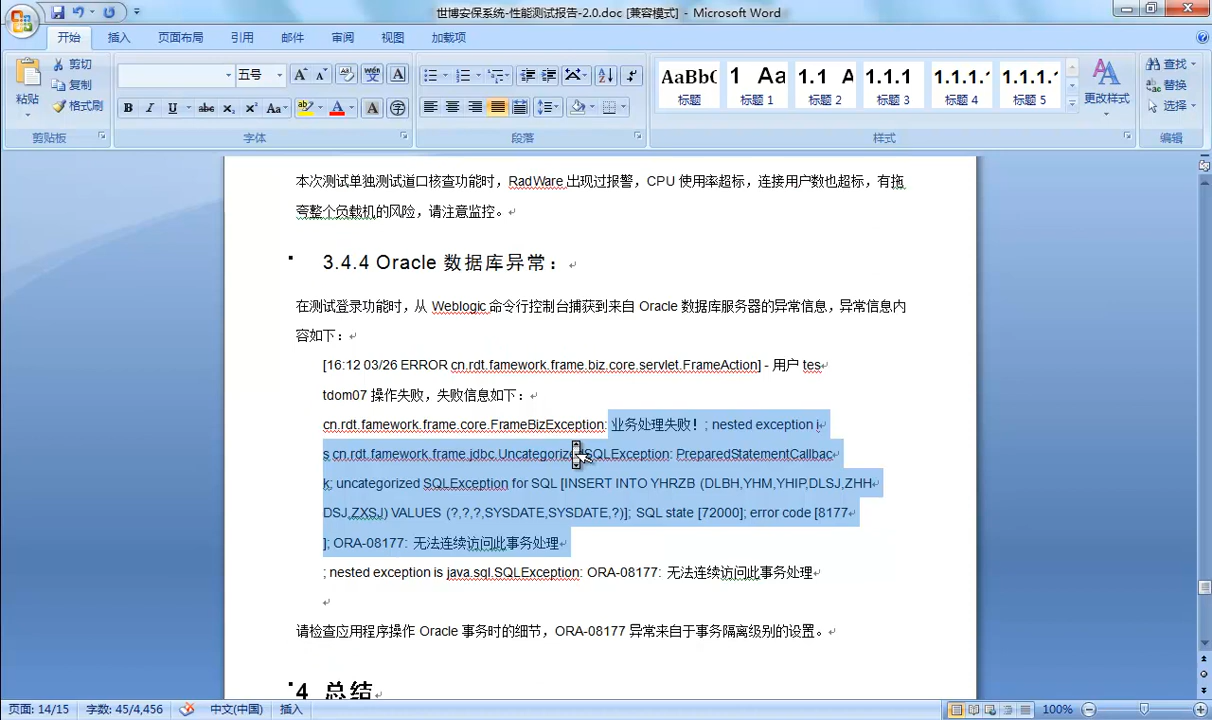 世博安保系统-性能测试报告-2.0.doc [兼容模式] - Microsoft Word
开始 插入 页面布局 引用 邮件 审阅 视图 加载项
粘贴 剪切 复制 格式刷 剪贴板
五号 字体
段落
AaBbC 标题 1 Aa 标题 1 1.1 A 标题 2 1.1.1 标题 3 1.1.1.1 标题 4 1.1.1.1 标题 5 更改样式 样式
查找 替换 选择 编辑
本次测试单独测试道口核查功能时，RadWare 出现过报警，CPU 使用率超标，连接用户数也超标，有拖
夸整个负载机的风险，请注意监控。
3.4.4 Oracle 数据库异常：
在测试登录功能时，从 Weblogic 命令行控制台捕获到来自 Oracle 数据库服务器的异常信息，异常信息内
容如下：
[16:12 03/26 ERROR cn.rdt.famework.frame.biz.core.servlet.FrameAction] - 用户 tes
tdom07 操作失败，失败信息如下：
cn.rdt.famework.frame.core.FrameBizException: 业务处理失败！; nested exception i
s cn.rdt.famework.frame.jdbc.UncategorizedSQLException: PreparedStatementCallbac
k; uncategorized SQLException for SQL [INSERT INTO YHRZB (DLBH,YHM,YHIP,DLSJ,ZHH
DSJ,ZXSJ) VALUES (?,?,?,SYSDATE,SYSDATE,?)]; SQL state [72000]; error code [8177
]; ORA-08177: 无法连续访问此事务处理
; nested exception is java.sql.SQLException: ORA-08177: 无法连续访问此事务处理
请检查应用程序操作 Oracle 事务时的细节，ORA-08177 异常来自于事务隔离级别的设置。
4 总结
页面: 14/15 字数: 45/4,456 中文(中国) 插入 100%